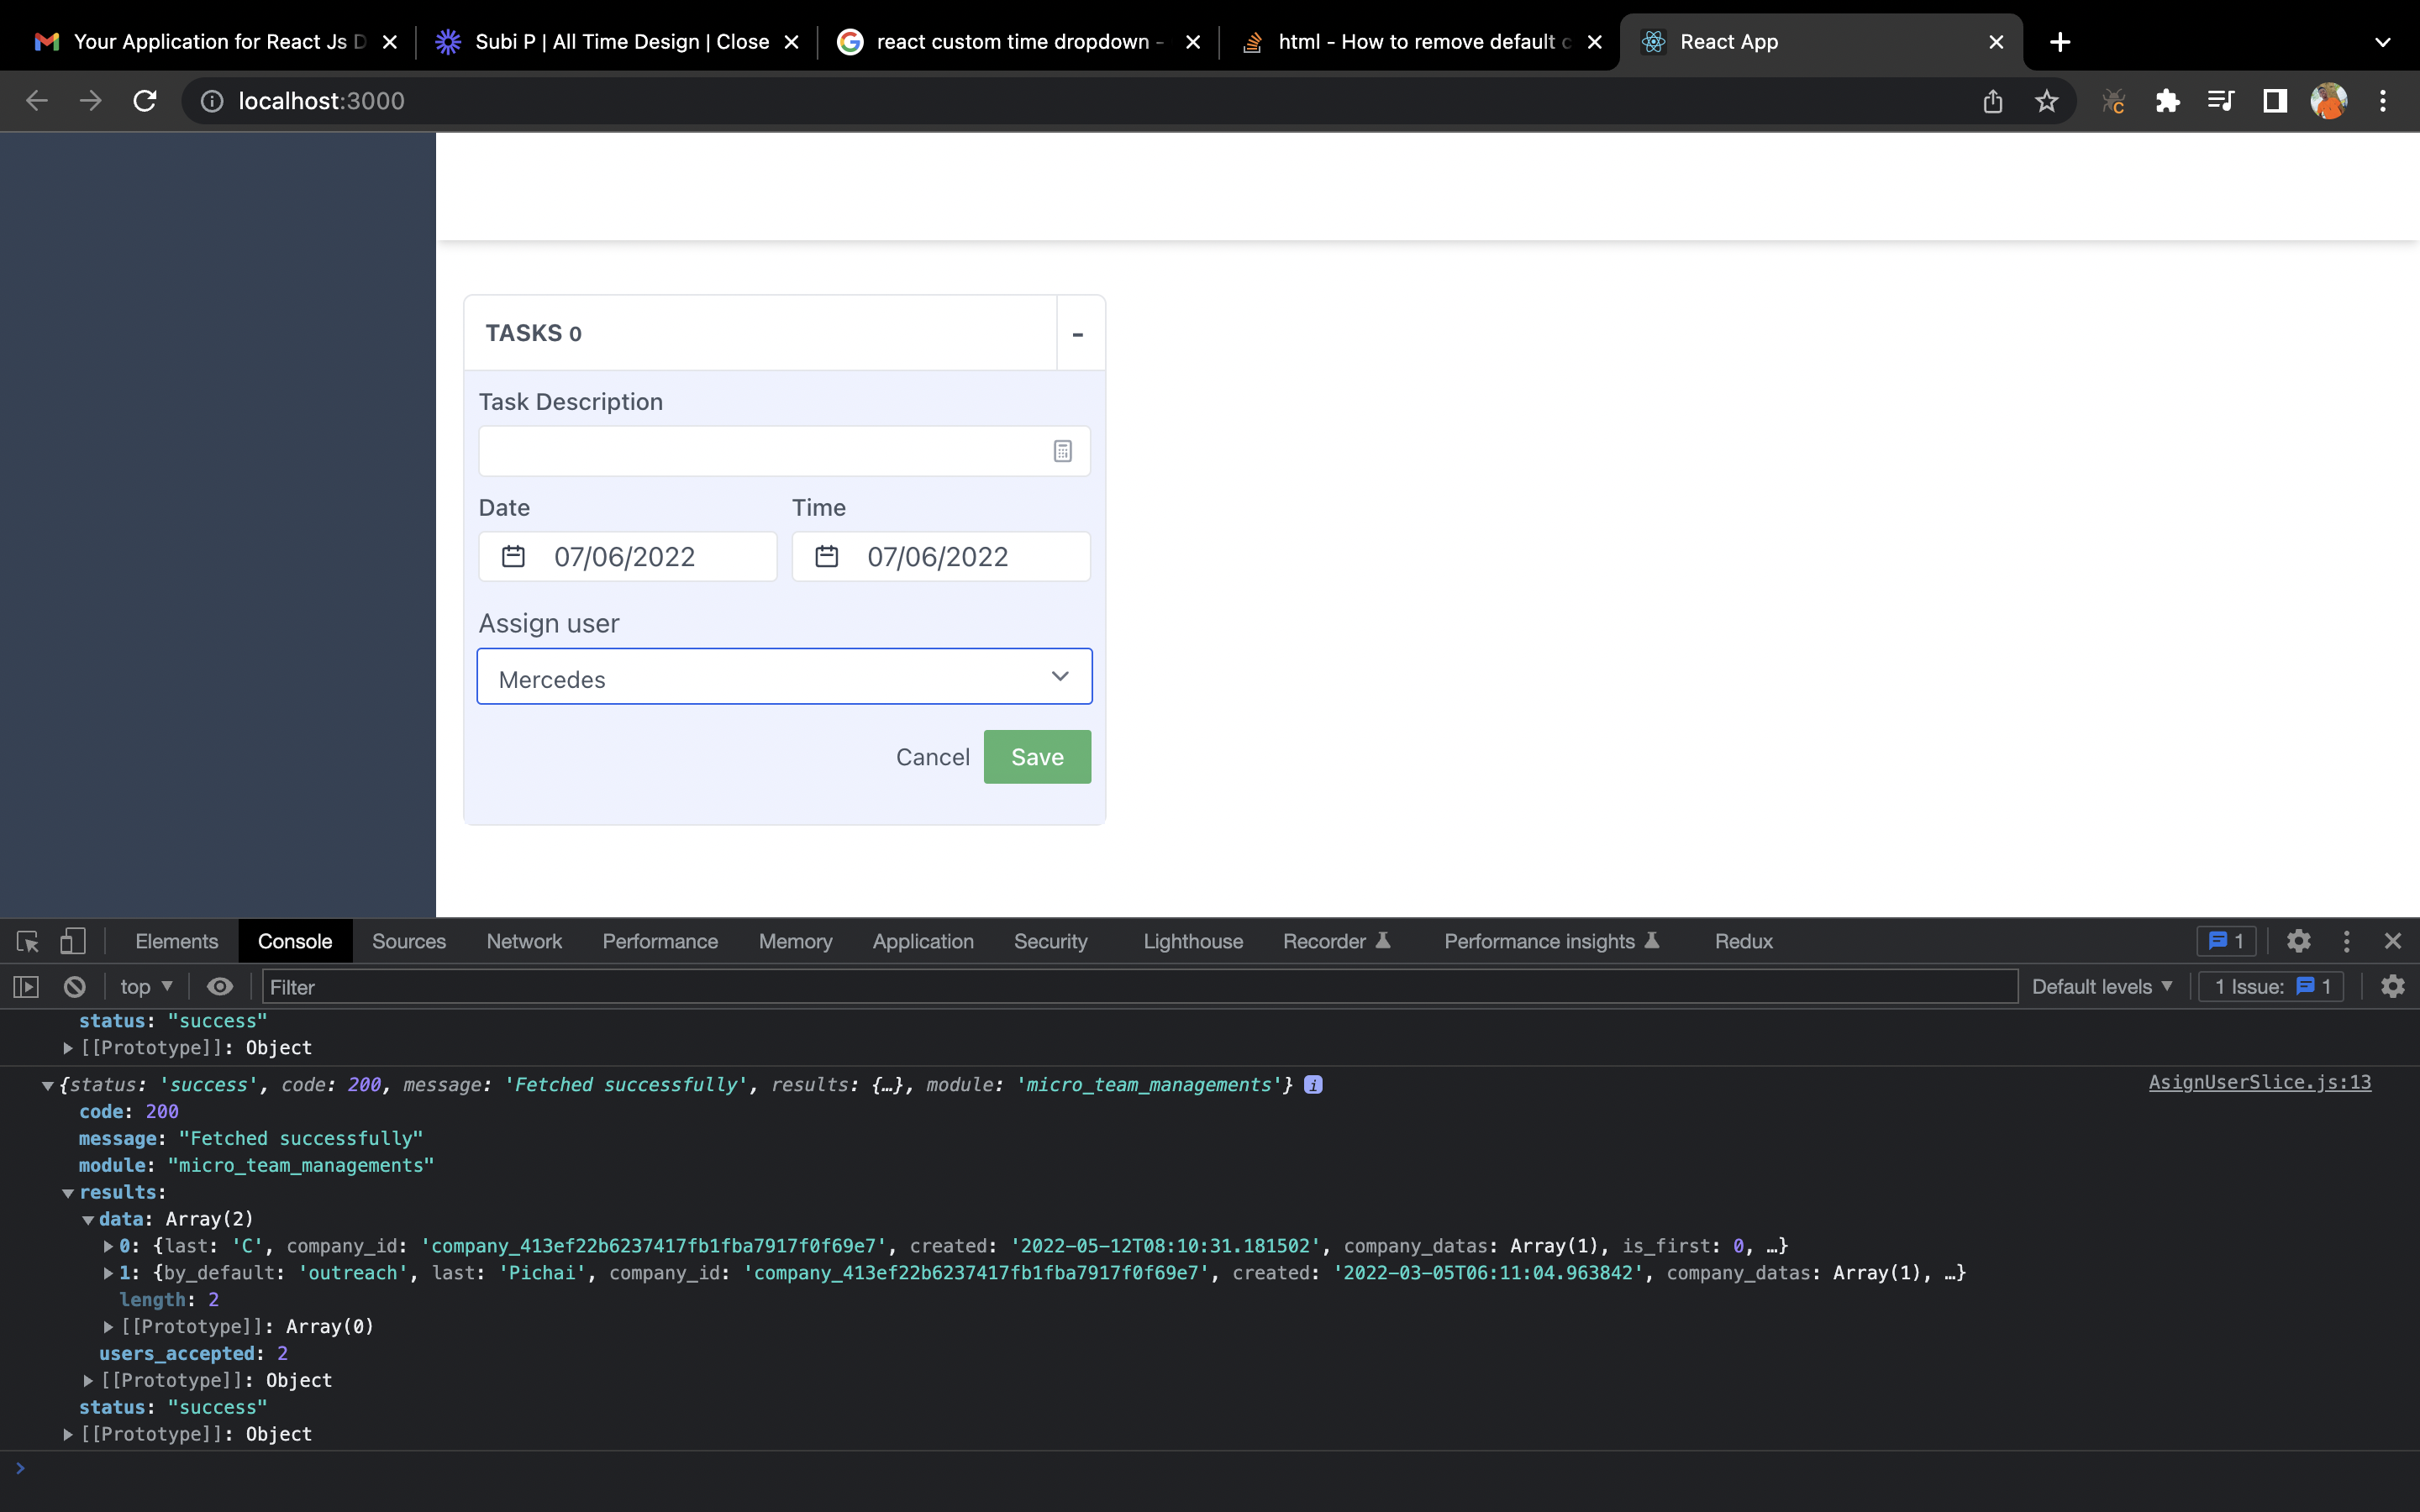 Your Application for React Js D
Subi P | All Time Design | Close
react custom time dropdown -
html - How to remove default c
React App
localhost:3000
TASKS 0
-
Task Description
Date Time
07/06/2022 07/06/2022
Assign user
Mercedes
Cancel Save
Elements Console Sources Network Performance Memory Application Security Lighthouse Recorder Performance insights Redux 1
top ▼ Filter Default levels ▼ 1 Issue: 1
status: "success"
[[Prototype]]: Object
{status: 'success', code: 200, message: 'Fetched successfully', results: {…}, module: 'micro_team_managements'} i AsignUserSlice.js:13
code: 200
message: "Fetched successfully"
module: "micro_team_managements"
results:
data: Array(2)
0: {last: 'C', company_id: 'company_413ef22b6237417fb1fba7917f0f69e7', created: '2022-05-12T08:10:31.181502', company_datas: Array(1), is_first: 0, …}
1: {by_default: 'outreach', last: 'Pichai', company_id: 'company_413ef22b6237417fb1fba7917f0f69e7', created: '2022-03-05T06:11:04.963842', company_datas: Array(1), …}
length: 2
[[Prototype]]: Array(0)
users_accepted: 2
[[Prototype]]: Object
status: "success"
[[Prototype]]: Object